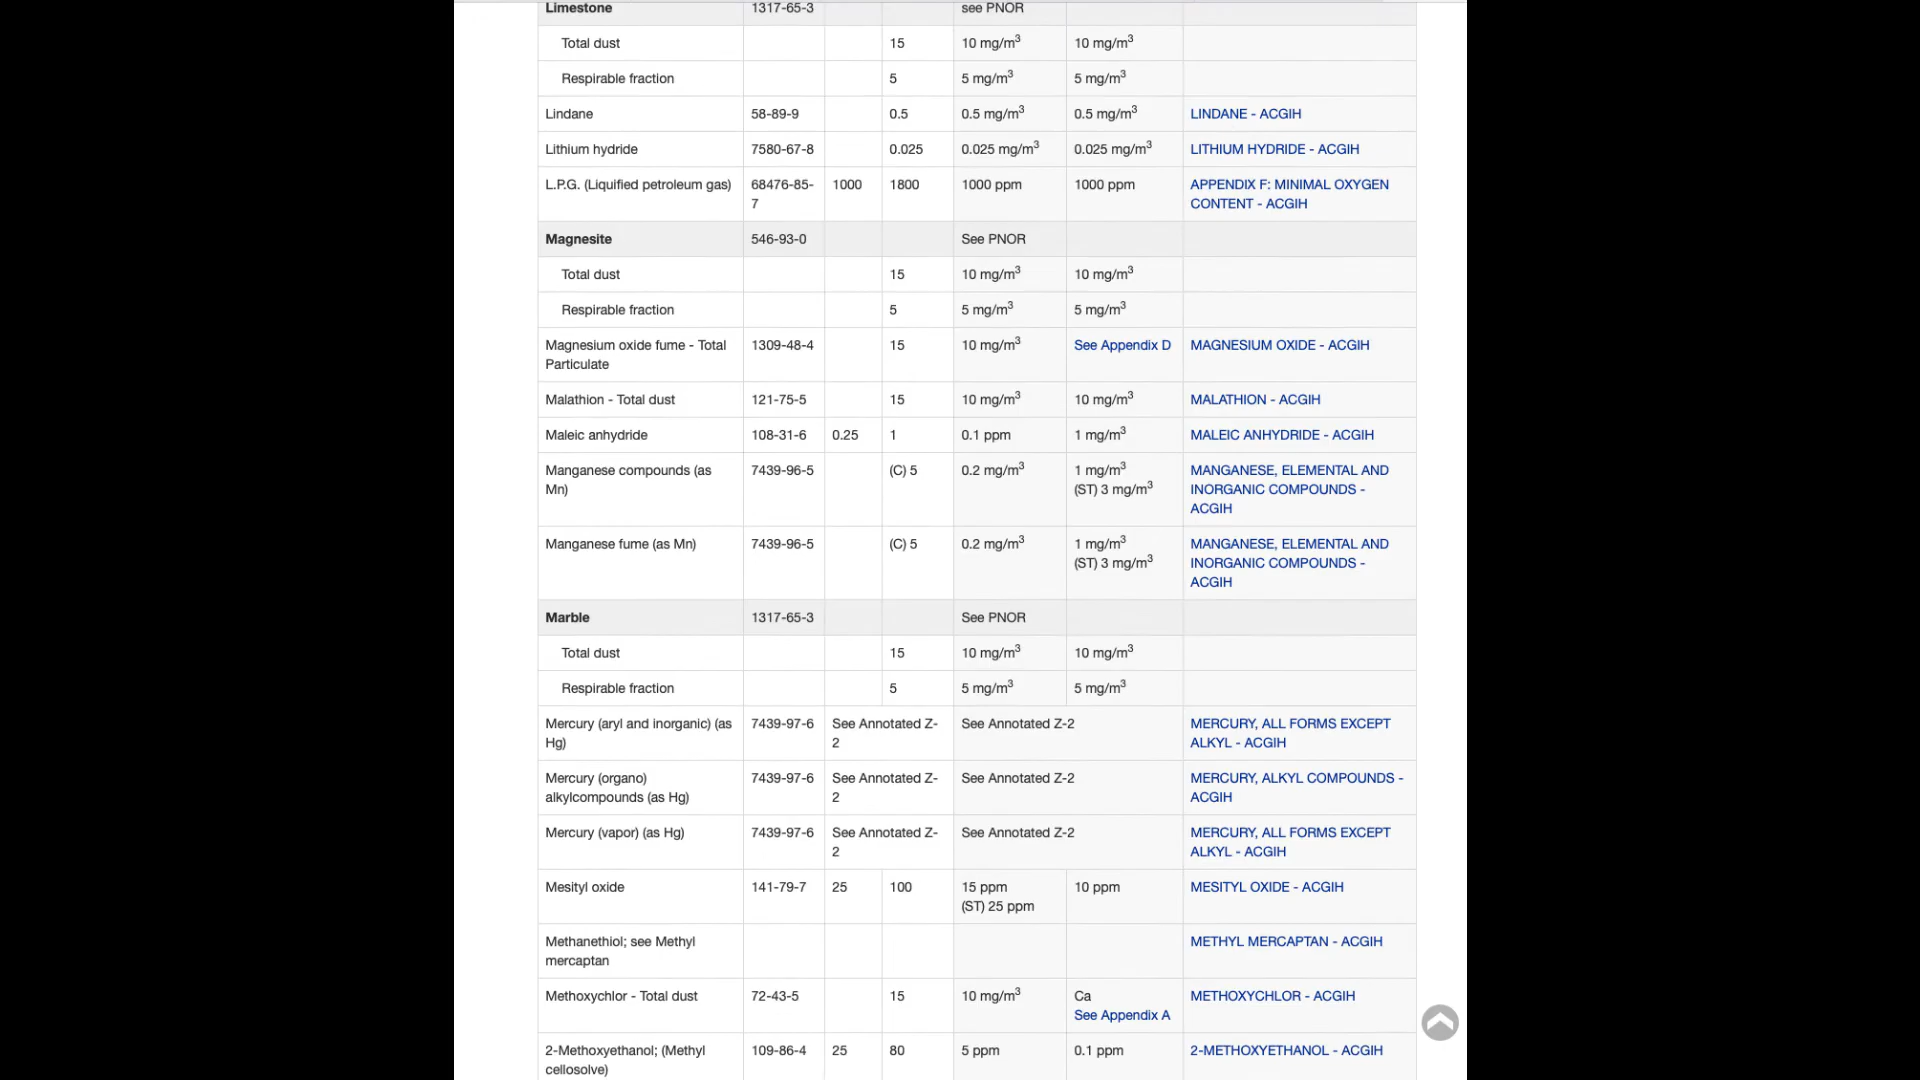 Limestone 1317-65-3 see PNOR
Total dust 15 10 mg/m³ 10 mg/m³
Respirable fraction 5 5 mg/m³ 5 mg/m³
Lindane 58-89-9 0.5 0.5 mg/m³ 0.5 mg/m³ LINDANE - ACGIH
Lithium hydride 7580-67-8 0.025 0.025 mg/m³ 0.025 mg/m³ LITHIUM HYDRIDE - ACGIH
L.P.G. (Liquified petroleum gas) 68476-85- 1000 1800 1000 ppm 1000 ppm APPENDIX F: MINIMAL OXYGEN
7 CONTENT - ACGIH
Magnesite 546-93-0 See PNOR
Total dust 15 10 mg/m³ 10 mg/m³
Respirable fraction 5 5 mg/m³ 5 mg/m³
Magnesium oxide fume - Total 1309-48-4 15 10 mg/m³ See Appendix D MAGNESIUM OXIDE - ACGIH
Particulate
Malathion - Total dust 121-75-5 15 10 mg/m³ 10 mg/m³ MALATHION - ACGIH
Maleic anhydride 108-31-6 0.25 1 0.1 ppm 1 mg/m³ MALEIC ANHYDRIDE - ACGIH
Manganese compounds (as 7439-96-5 (C) 5 0.2 mg/m³ 1 mg/m³ MANGANESE, ELEMENTAL AND
Mn) (ST) 3 mg/m³ INORGANIC COMPOUNDS -
ACGIH
Manganese fume (as Mn) 7439-96-5 (C) 5 0.2 mg/m³ 1 mg/m³ MANGANESE, ELEMENTAL AND
(ST) 3 mg/m³ INORGANIC COMPOUNDS -
ACGIH
Marble 1317-65-3 See PNOR
Total dust 15 10 mg/m³ 10 mg/m³
Respirable fraction 5 5 mg/m³ 5 mg/m³
Mercury (aryl and inorganic) (as 7439-97-6 See Annotated Z- See Annotated Z-2 MERCURY, ALL FORMS EXCEPT
Hg) 2 ALKYL - ACGIH
Mercury (organo) 7439-97-6 See Annotated Z- See Annotated Z-2 MERCURY, ALKYL COMPOUNDS -
alkylcompounds (as Hg) 2 ACGIH
Mercury (vapor) (as Hg) 7439-97-6 See Annotated Z- See Annotated Z-2 MERCURY, ALL FORMS EXCEPT
2 ALKYL - ACGIH
Mesityl oxide 141-79-7 25 100 15 ppm 10 ppm MESITYL OXIDE - ACGIH
(ST) 25 ppm
Methanethiol; see Methyl METHYL MERCAPTAN - ACGIH
mercaptan
Methoxychlor - Total dust 72-43-5 15 10 mg/m³ Ca METHOXYCHLOR - ACGIH
See Appendix A
2-Methoxyethanol; (Methyl 109-86-4 25 80 5 ppm 0.1 ppm 2-METHOXYETHANOL - ACGIH
cellosolve)